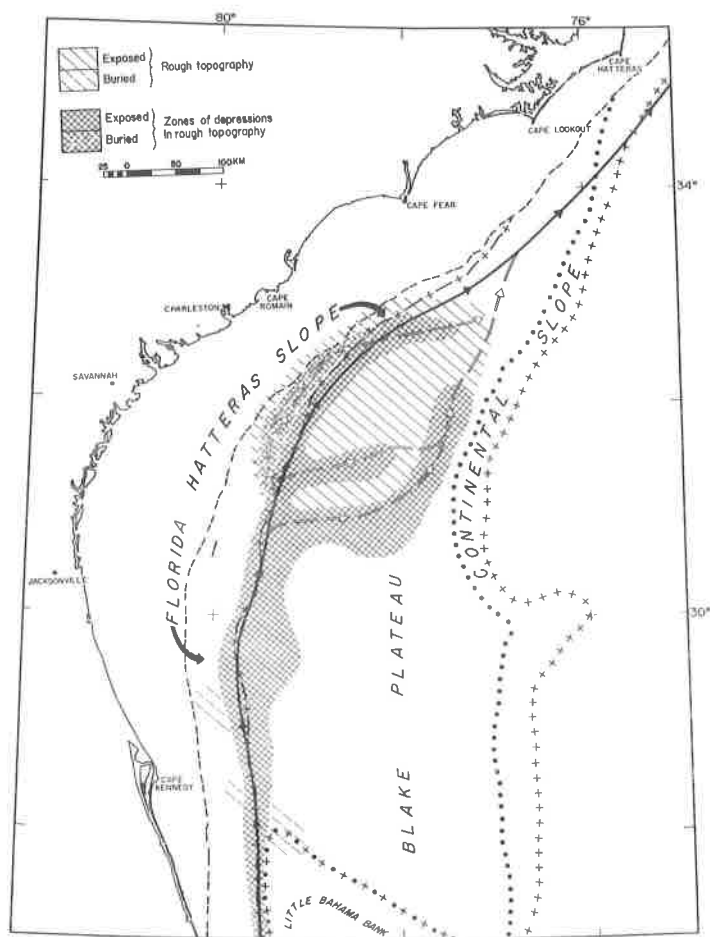 80°
76°
Exposed
Buried
Rough topography
Exposed
Buried
Zones of depressions
in rough topography
25 0 50 100 KM
CAPE HATTERAS
CAPE LOOKOUT
34°
CAPE FEAR
CHARLESTON
CAPE ROMAIN
SAVANNAH
FLORIDA HATTERAS SLOPE
CONTINENTAL SLOPE
JACKSONVILLE
30°
BLAKE PLATEAU
CAPE KENNEDY
LITTLE BAHAMA BANK